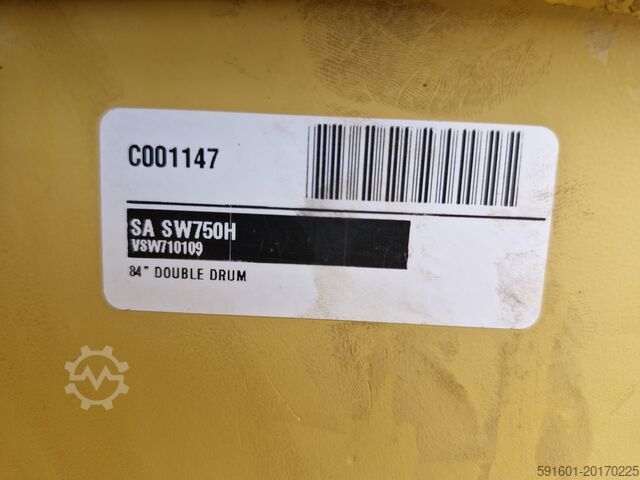 C001147
SA SW750H
VSW710109
84" DOUBLE DRUM
591601-20170225